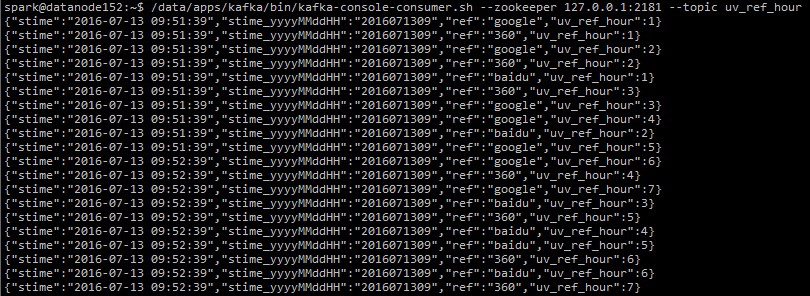 spark@datanode152:~$ /data/apps/kafka/bin/kafka-console-consumer.sh --zookeeper 127.0.0.1:2181 --topic uv_ref_hour
{"stime":"2016-07-13 09:51:39","stime_yyyyMMddHH":"2016071309","ref":"google","uv_ref_hour":1}
{"stime":"2016-07-13 09:51:39","stime_yyyyMMddHH":"2016071309","ref":"360","uv_ref_hour":1}
{"stime":"2016-07-13 09:51:39","stime_yyyyMMddHH":"2016071309","ref":"google","uv_ref_hour":2}
{"stime":"2016-07-13 09:51:39","stime_yyyyMMddHH":"2016071309","ref":"360","uv_ref_hour":2}
{"stime":"2016-07-13 09:51:39","stime_yyyyMMddHH":"2016071309","ref":"baidu","uv_ref_hour":1}
{"stime":"2016-07-13 09:51:39","stime_yyyyMMddHH":"2016071309","ref":"360","uv_ref_hour":3}
{"stime":"2016-07-13 09:51:39","stime_yyyyMMddHH":"2016071309","ref":"google","uv_ref_hour":3}
{"stime":"2016-07-13 09:51:39","stime_yyyyMMddHH":"2016071309","ref":"google","uv_ref_hour":4}
{"stime":"2016-07-13 09:51:39","stime_yyyyMMddHH":"2016071309","ref":"baidu","uv_ref_hour":2}
{"stime":"2016-07-13 09:51:39","stime_yyyyMMddHH":"2016071309","ref":"google","uv_ref_hour":5}
{"stime":"2016-07-13 09:52:39","stime_yyyyMMddHH":"2016071309","ref":"google","uv_ref_hour":6}
{"stime":"2016-07-13 09:52:39","stime_yyyyMMddHH":"2016071309","ref":"360","uv_ref_hour":4}
{"stime":"2016-07-13 09:52:39","stime_yyyyMMddHH":"2016071309","ref":"google","uv_ref_hour":7}
{"stime":"2016-07-13 09:52:39","stime_yyyyMMddHH":"2016071309","ref":"baidu","uv_ref_hour":3}
{"stime":"2016-07-13 09:52:39","stime_yyyyMMddHH":"2016071309","ref":"360","uv_ref_hour":5}
{"stime":"2016-07-13 09:52:39","stime_yyyyMMddHH":"2016071309","ref":"baidu","uv_ref_hour":4}
{"stime":"2016-07-13 09:52:39","stime_yyyyMMddHH":"2016071309","ref":"baidu","uv_ref_hour":5}
{"stime":"2016-07-13 09:52:39","stime_yyyyMMddHH":"2016071309","ref":"360","uv_ref_hour":6}
{"stime":"2016-07-13 09:52:39","stime_yyyyMMddHH":"2016071309","ref":"baidu","uv_ref_hour":6}
{"stime":"2016-07-13 09:52:39","stime_yyyyMMddHH":"2016071309","ref":"360","uv_ref_hour":7}